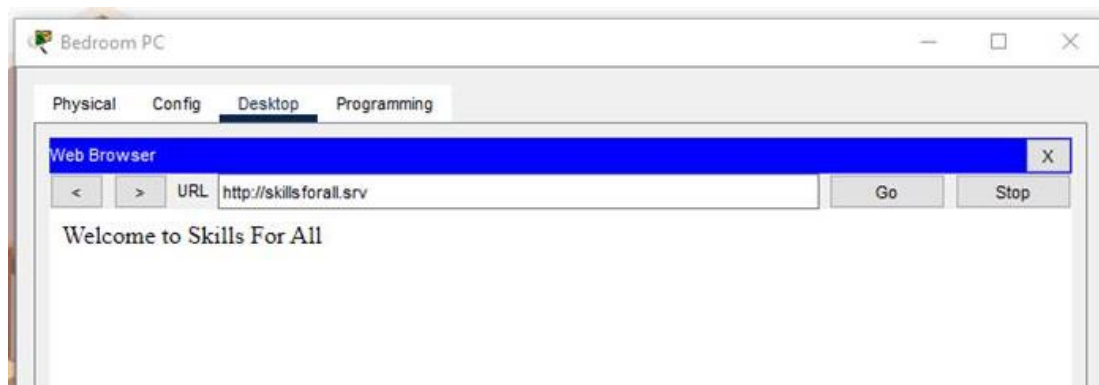 Bedroom PC
Physical Config Desktop Programming
Web Browser X
< > URL http://skillsforall.srv Go Stop
Welcome to Skills For All